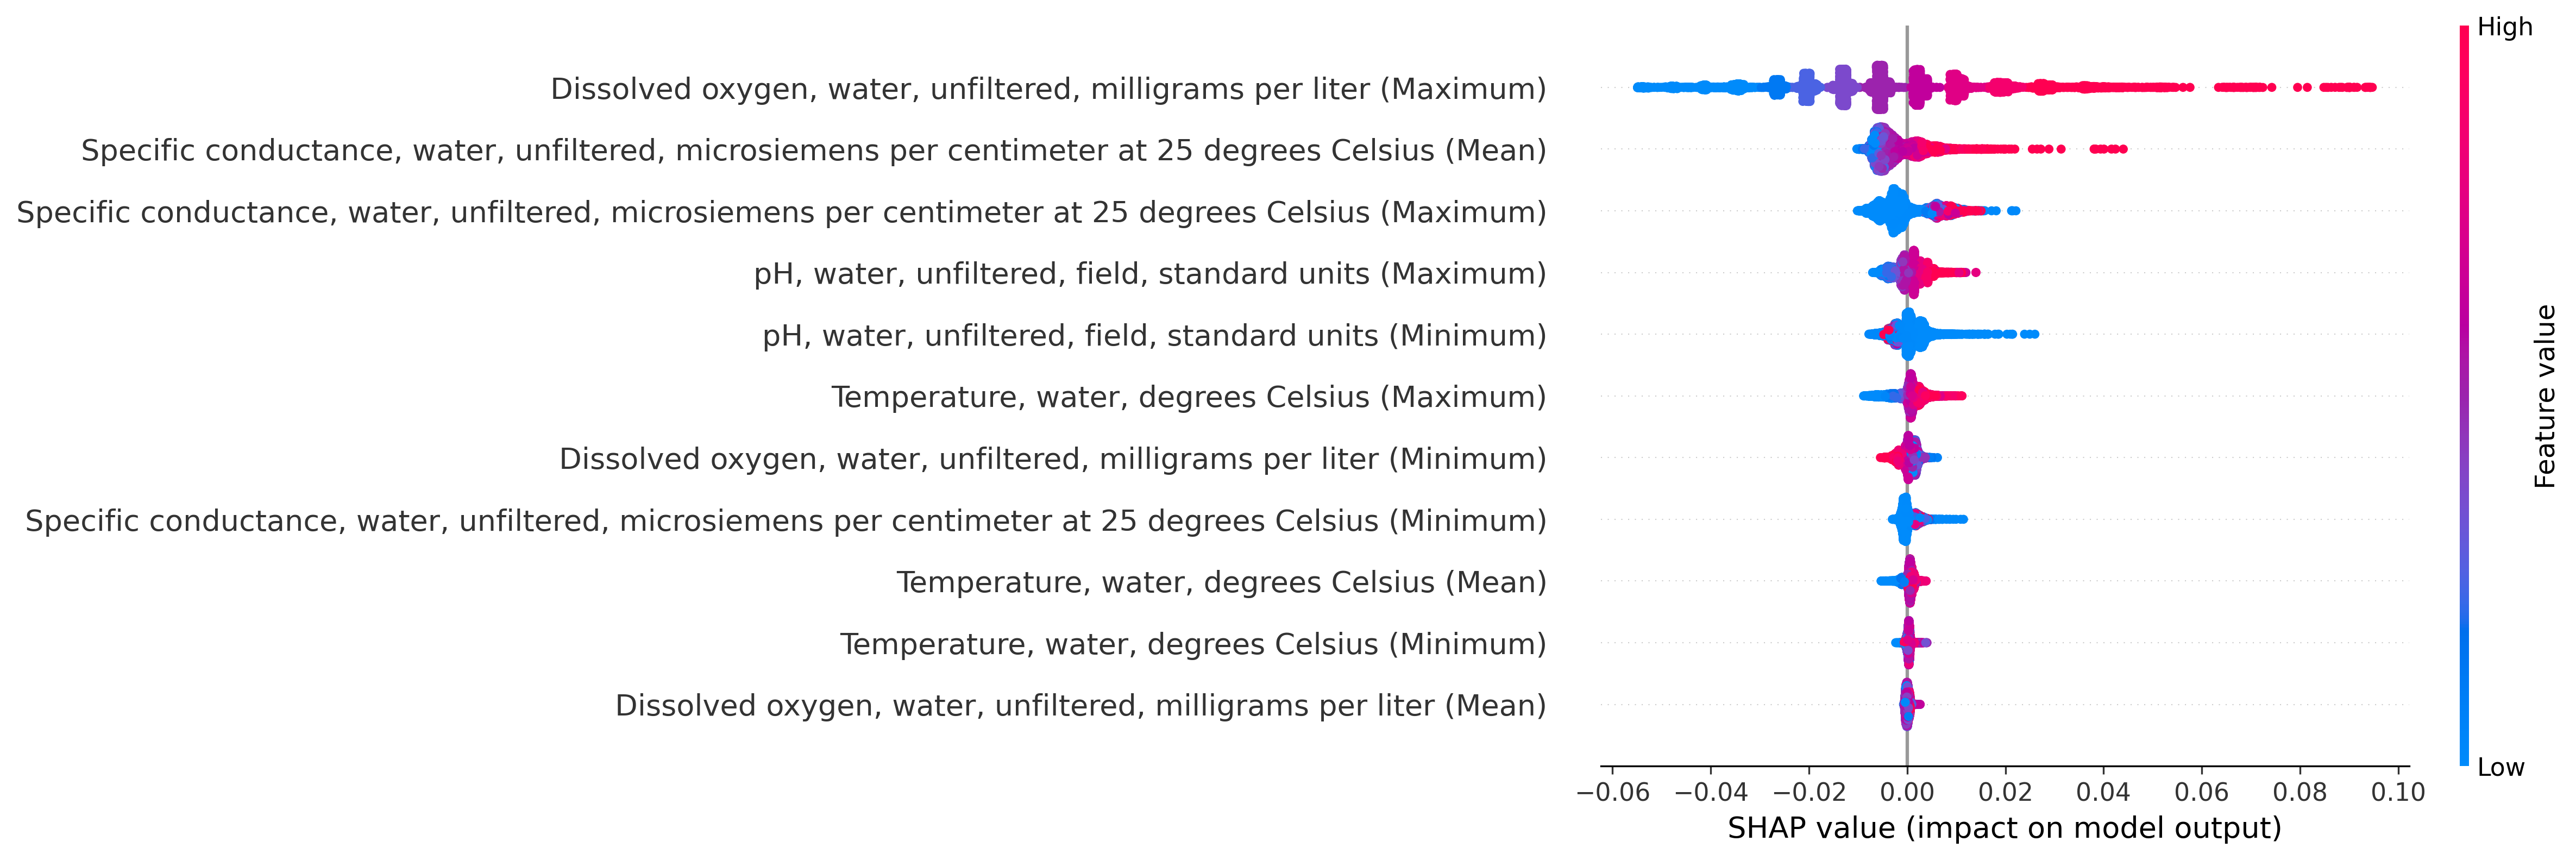 High
Dissolved oxygen, water, unfiltered, milligrams per liter (Maximum)
Specific conductance, water, unfiltered, microsiemens per centimeter at 25 degrees Celsius (Mean)
Specific conductance, water, unfiltered, microsiemens per centimeter at 25 degrees Celsius (Maximum)
pH, water, unfiltered, field, standard units (Maximum)
pH, water, unfiltered, field, standard units (Minimum)
Temperature, water, degrees Celsius (Maximum)
Dissolved oxygen, water, unfiltered, milligrams per liter (Minimum)
Specific conductance, water, unfiltered, microsiemens per centimeter at 25 degrees Celsius (Minimum)
Temperature, water, degrees Celsius (Mean)
Temperature, water, degrees Celsius (Minimum)
Dissolved oxygen, water, unfiltered, milligrams per liter (Mean)
Feature value
Low
−0.06 −0.04 −0.02 0.00 0.02 0.04 0.06 0.08 0.10
SHAP value (impact on model output)